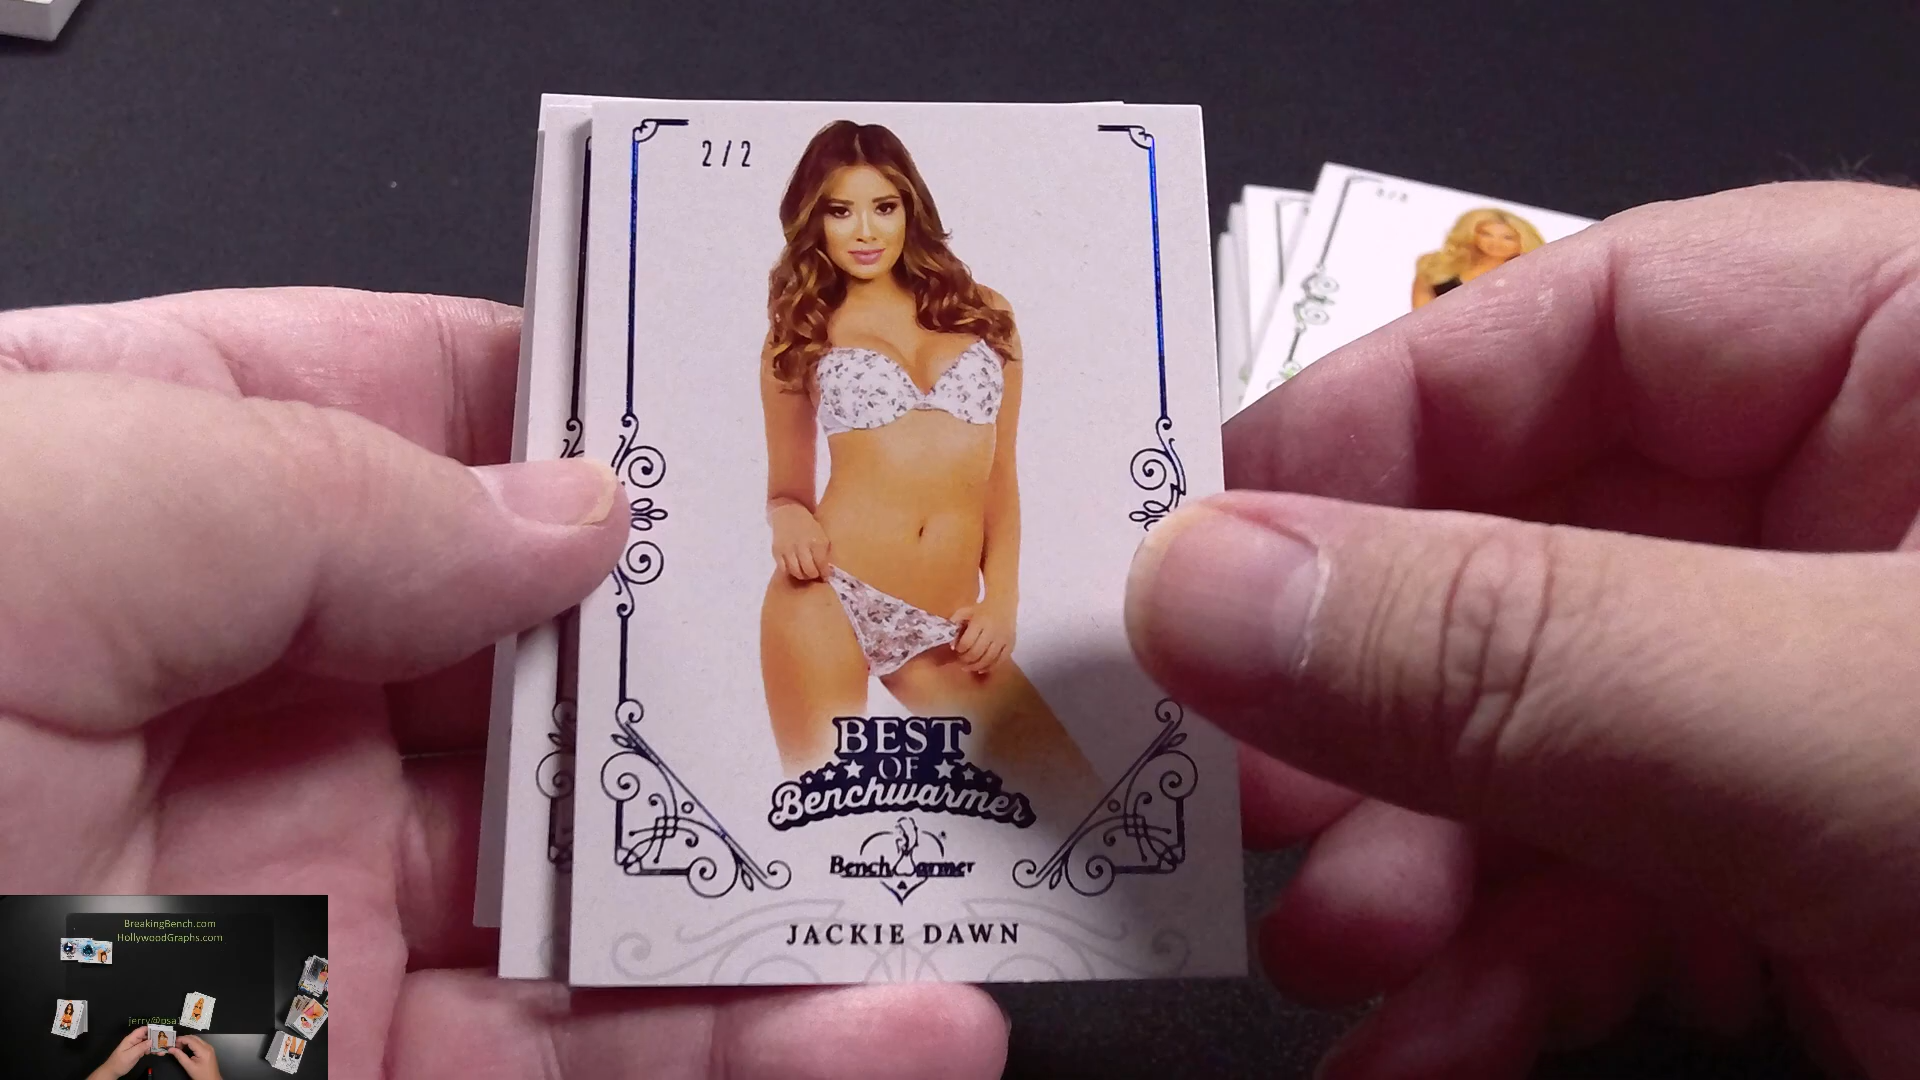 2/2
BEST
OF
Benchwarmer
BenchWarmer
JACKIE DAWN
BreakingBench.com
HollywoodGraphs.com